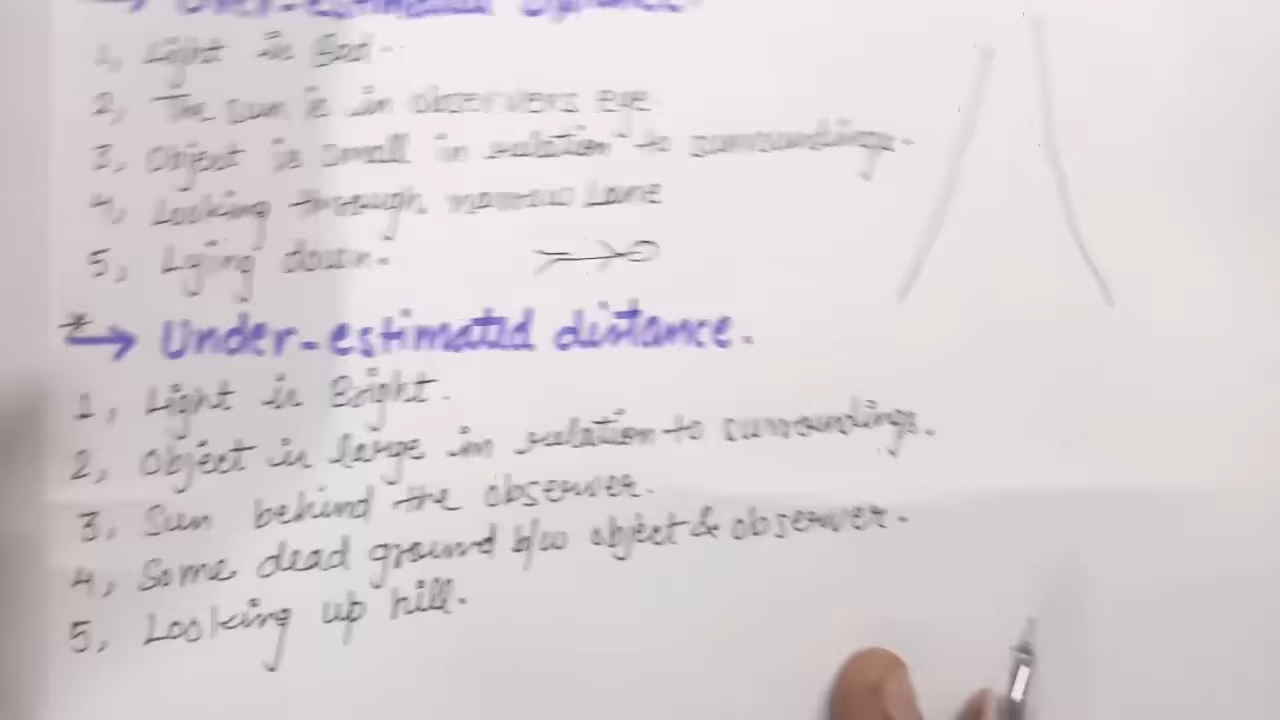 → Over-estimated distance.
1, Light is Bad.
2, The sun is in observers eye.
3, Object is small in relation to surroundings.
4, Looking through narrow Lane
5, Lying down.
*→ Under-estimated distance.
1, Light is Bright.
2, Object is large in relation to surroundings.
3, Sun behind the observer.
4, Some dead ground b/w object & observer.
5, Looking up hill.